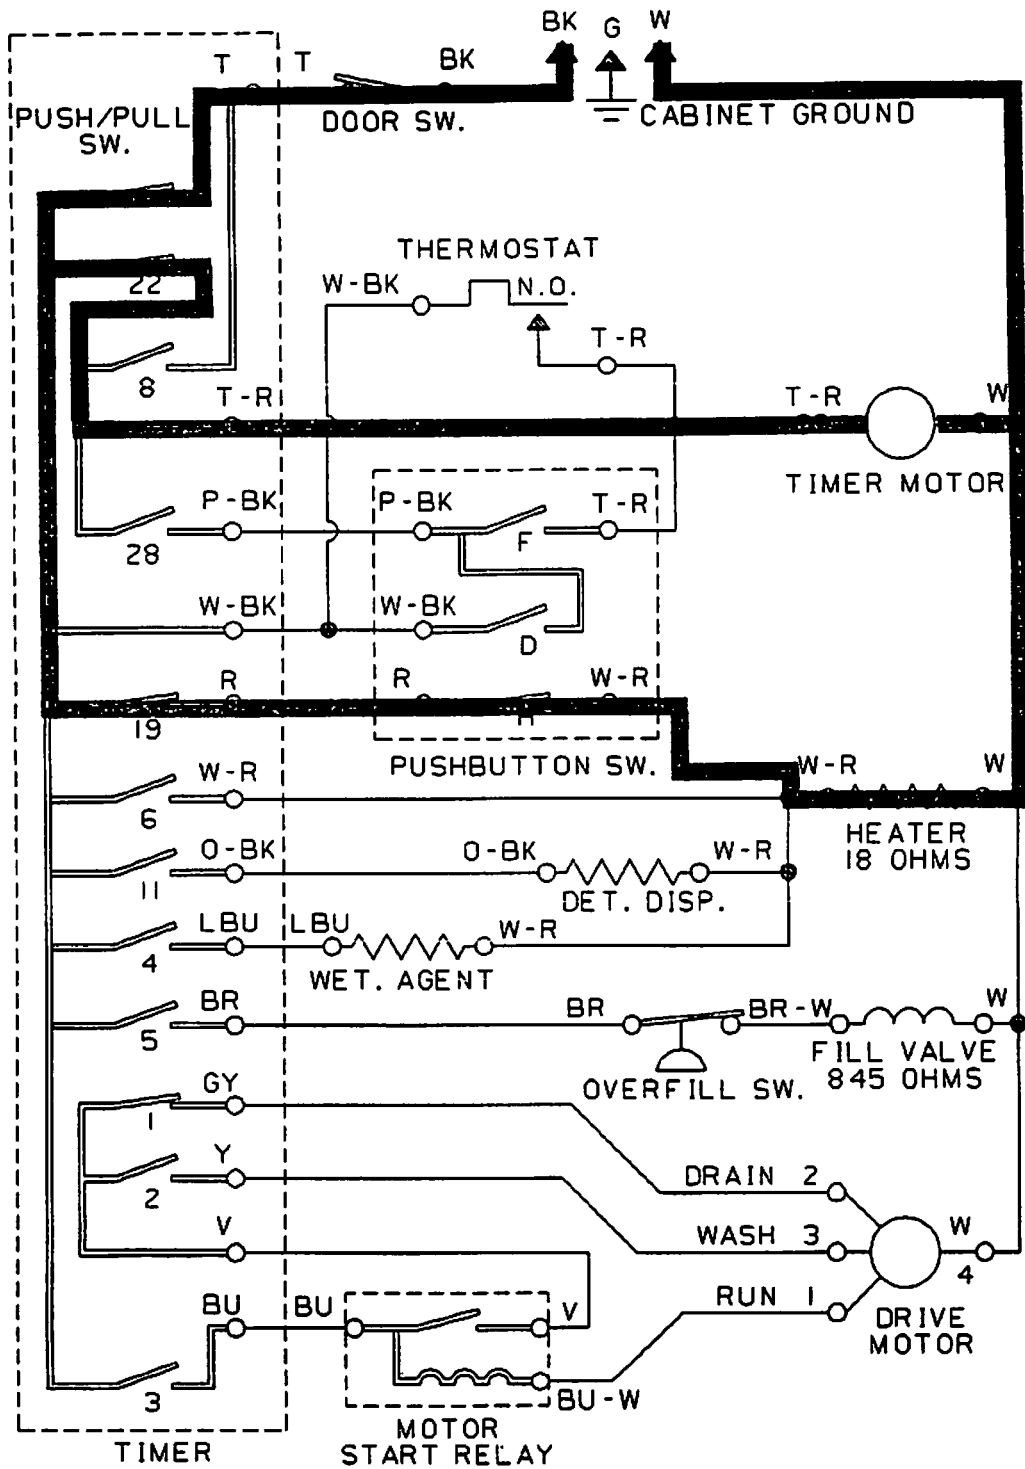 BK G W
T T BK
PUSH/PULL
SW.
DOOR SW.
CABINET GROUND
22
THERMOSTAT
W-BK N.O.
T-R
8
T-R T-R W
TIMER MOTOR
P-BK P-BK T-R
28 F
W-BK W-BK
D
R R W-R
19 H
PUSHBUTTON SW.
W-R W-R W
6
HEATER
18 OHMS
O-BK O-BK W-R
11
DET. DISP.
LBU LBU W-R
4
WET. AGENT
BR BR BR-W W
5
FILL VALVE
845 OHMS
OVERFILL SW.
GY
1
Y DRAIN 2
2
V WASH 3 W
4
BU BU V RUN 1
DRIVE
MOTOR
3 BU-W
MOTOR
START RELAY
TIMER